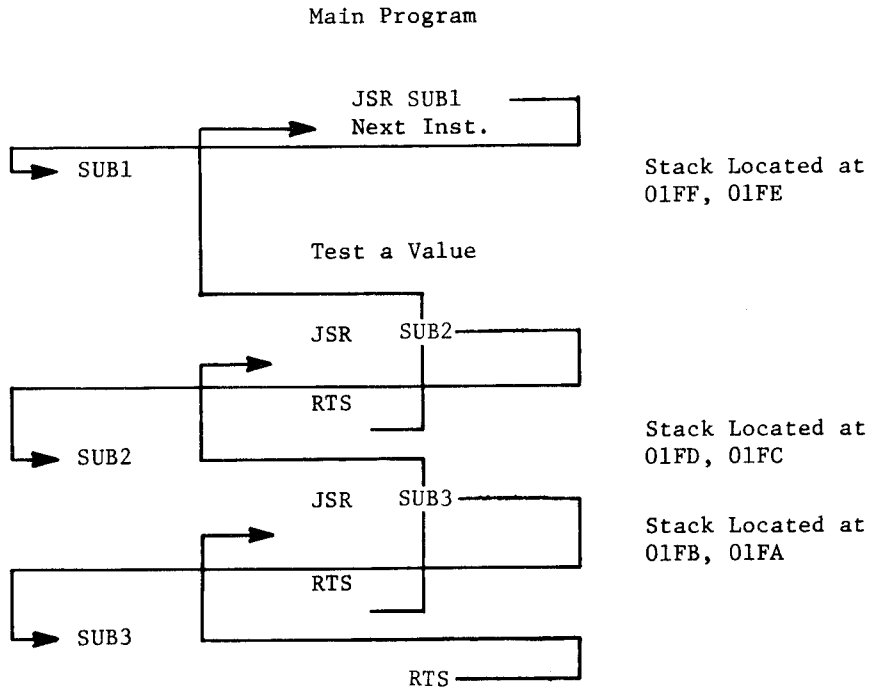 Main Program
JSR SUB1
Next Inst.
SUB1
Stack Located at
01FF, 01FE
Test a Value
JSR SUB2
RTS
SUB2
Stack Located at
01FD, 01FC
JSR SUB3
Stack Located at
01FB, 01FA
RTS
SUB3
RTS